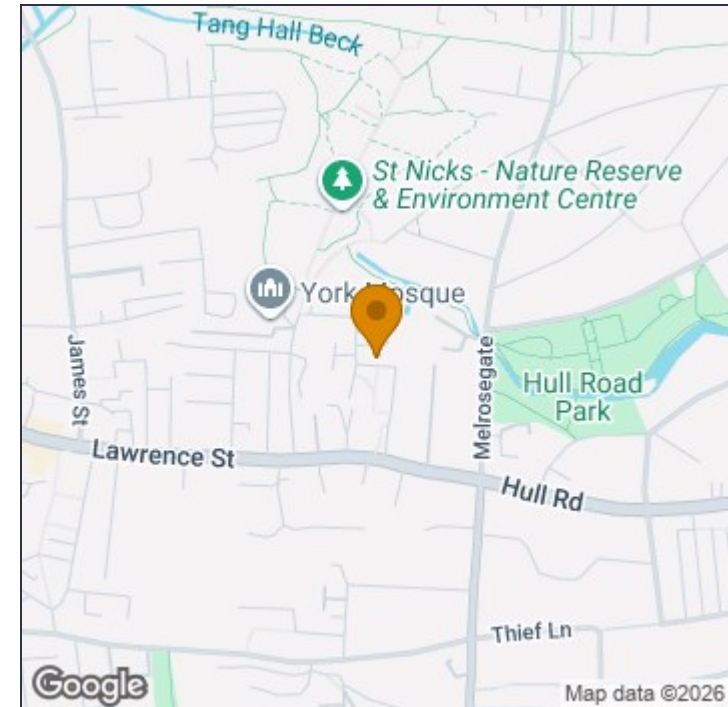 Tang Hall Beck
St Nicks - Nature Reserve
& Environment Centre
York Mosque
James St
Melrosegate
Hull Road
Park
Lawrence St
Hull Rd
Thief Ln
Google
Map data ©2026